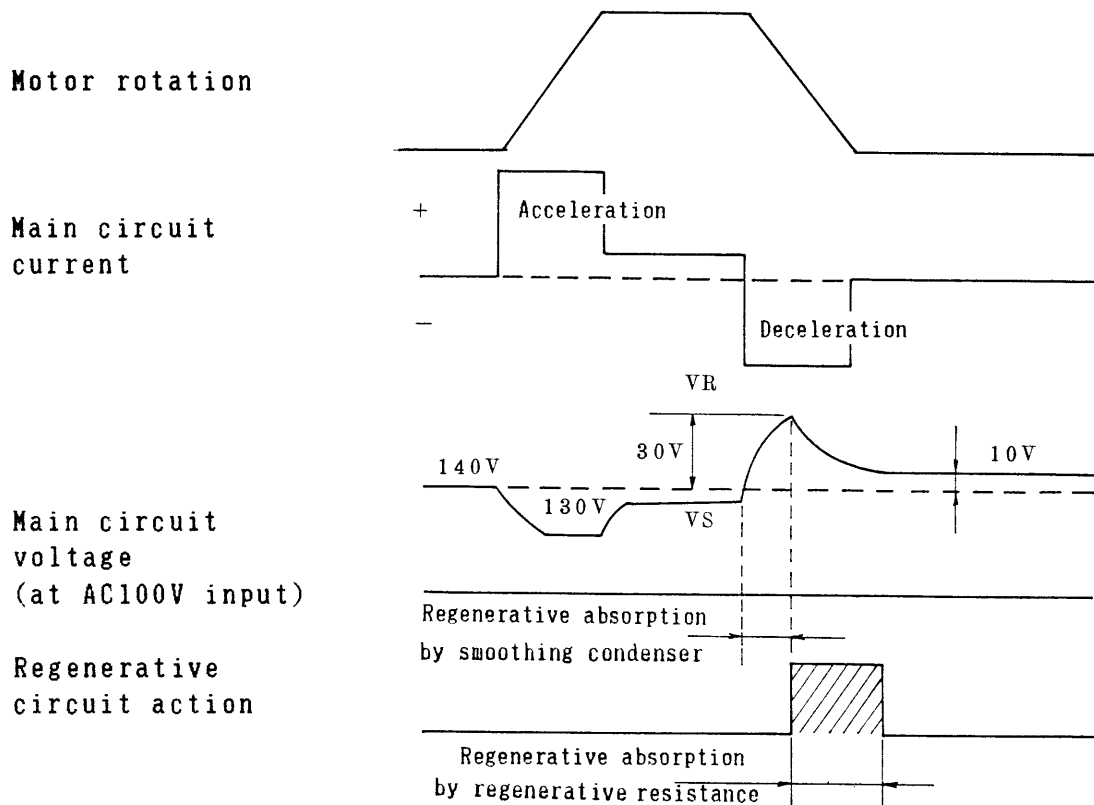 Motor rotation
Main circuit
current
+
Acceleration
−
Deceleration
VR
30V
10V
140V
130V
VS
Main circuit
voltage
(at AC100V input)
Regenerative absorption
by smoothing condenser
Regenerative
circuit action
Regenerative absorption
by regenerative resistance